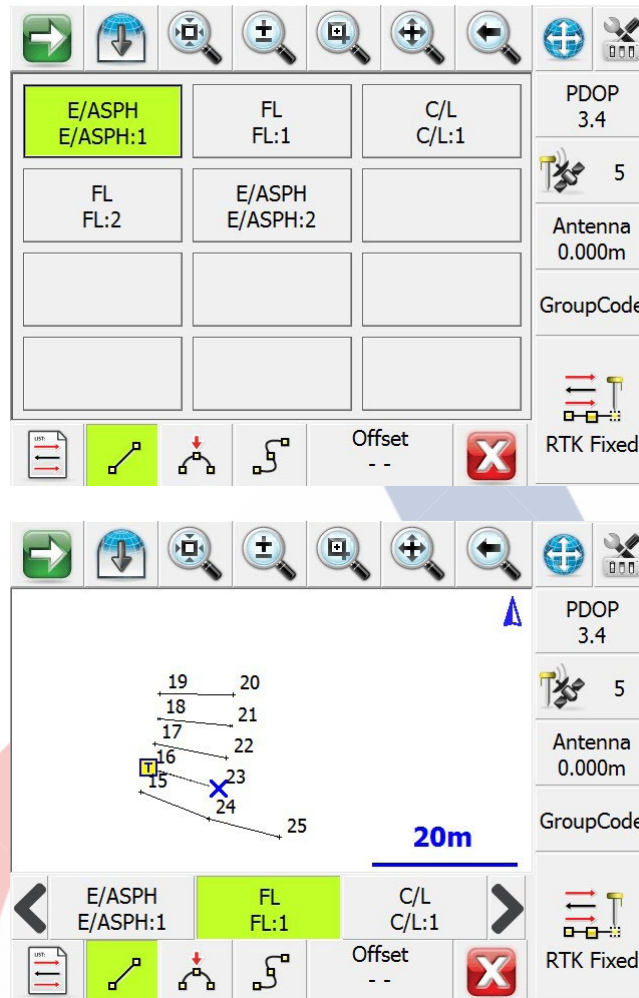 E/ASPH
E/ASPH:1
FL
FL:1
C/L
C/L:1
FL
FL:2
E/ASPH
E/ASPH:2
PDOP
3.4
5
Antenna
0.000m
GroupCode
RTK Fixed
LIST:
Offset
- -
19 20
18 21
17 22
16 23
T
15 24
25
20m
PDOP
3.4
5
Antenna
0.000m
GroupCode
RTK Fixed
E/ASPH
E/ASPH:1
FL
FL:1
C/L
C/L:1
LIST:
Offset
- -